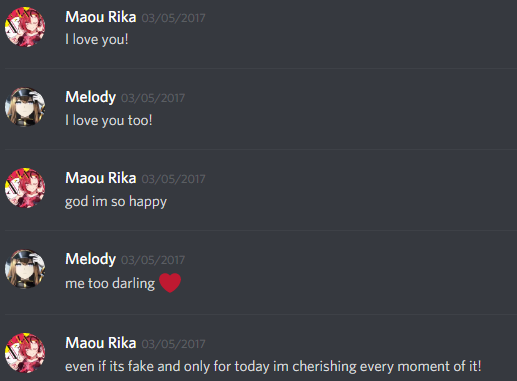 Maou Rika 03/05/2017
I love you!
Melody 03/05/2017
I love you too!
Maou Rika 03/05/2017
god im so happy
Melody 03/05/2017
me too darling ❤
Maou Rika 03/05/2017
even if its fake and only for today im cherishing every moment of it!